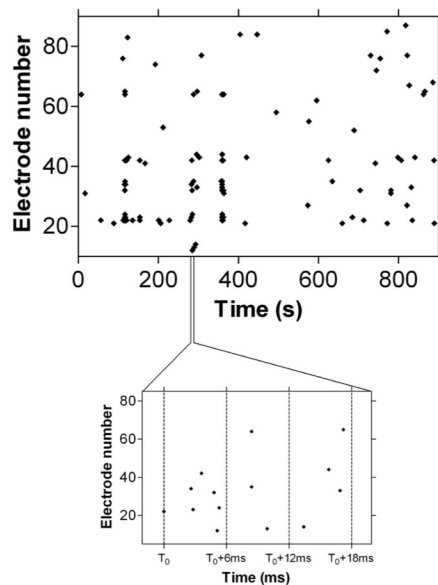 80
60
40
20
Electrode number
0 200 400 600 800
Time (s)
80
60
40
20
Electrode number
T₀ T₀+6ms T₀+12ms T₀+18ms
Time (ms)